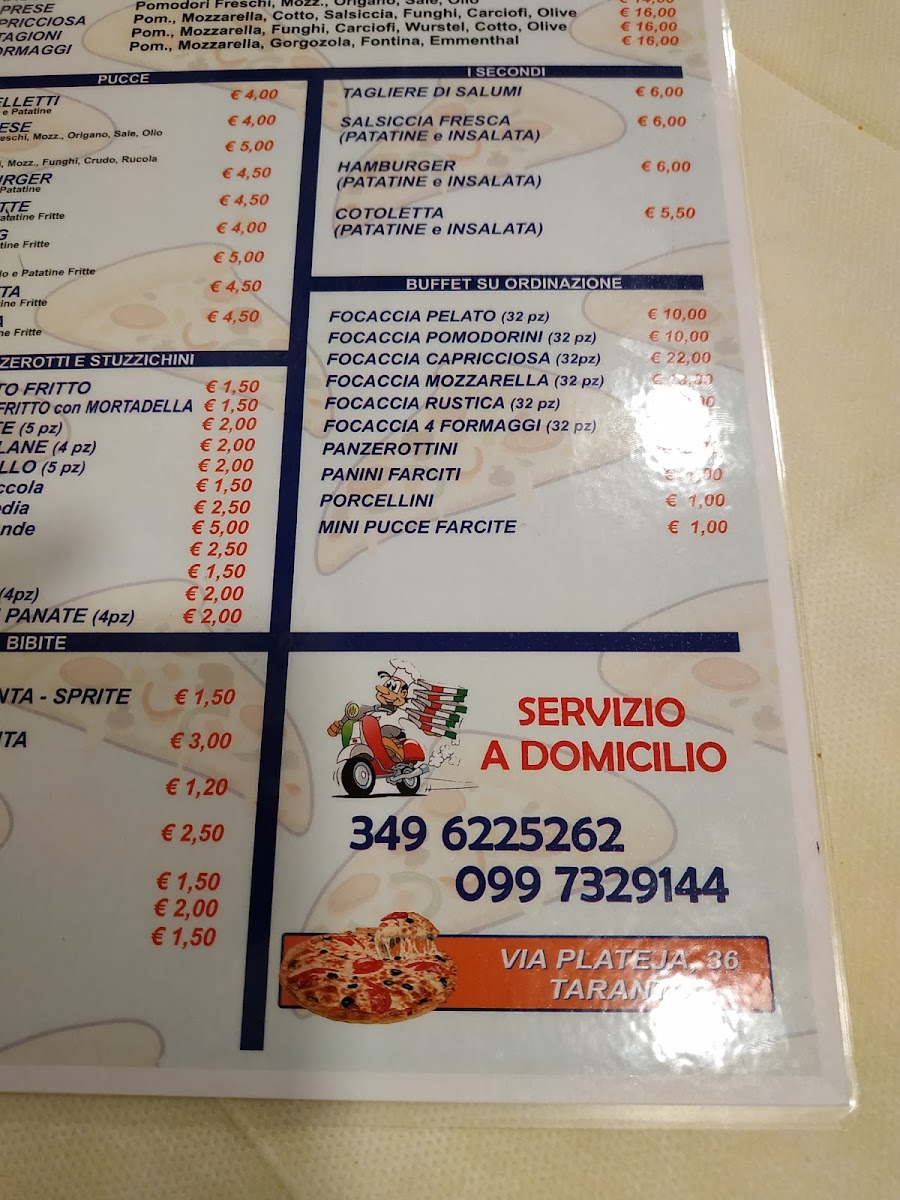 Pomodori Freschi, Mozz., Origano, Sale, Olio
PRESE Pom., Mozzarella, Cotto, Salsiccia, Funghi, Carciofi, Olive € 16,00
PRICCIOSA Pom., Mozzarella, Funghi, Carciofi, Wurstel, Cotto, Olive € 16,00
TAGIONI Pom., Mozzarella, Gorgozola, Fontina, Emmenthal € 16,00
ORMAGGI
PUCCE
ELLETTI € 4,00
e Patatine
ESE € 4,00
eschi, Mozz., Origano, Sale, Olio
€ 5,00
, Mozz., Funghi, Crudo, Rucola
URGER € 4,50
Patatine
TTE € 4,50
atatine Fritte
G € 4,00
tine Fritte
€ 5,00
lo e Patatine Fritte
TTA € 4,50
ine Fritte
A € 4,50
ne Fritte
ZEROTTI E STUZZICHINI
TO FRITTO € 1,50
FRITTO con MORTADELLA € 1,50
TE (5 pz) € 2,00
LANE (4 pz) € 2,00
LLO (5 pz) € 2,00
ccola € 1,50
edia € 2,50
nde € 5,00
€ 2,50
€ 1,50
(4pz) € 2,00
PANATE (4pz) € 2,00
BIBITE
NTA - SPRITE € 1,50
ITA € 3,00
€ 1,20
€ 2,50
€ 1,50
€ 2,00
€ 1,50
I SECONDI
TAGLIERE DI SALUMI € 6,00
SALSICCIA FRESCA € 6,00
(PATATINE e INSALATA)
HAMBURGER € 6,00
(PATATINE e INSALATA)
COTOLETTA € 5,50
(PATATINE e INSALATA)
BUFFET SU ORDINAZIONE
FOCACCIA PELATO (32 pz) € 10,00
FOCACCIA POMODORINI (32 pz) € 10,00
FOCACCIA CAPRICCIOSA (32pz) € 22,00
FOCACCIA MOZZARELLA (32 pz)
FOCACCIA RUSTICA (32 pz)
FOCACCIA 4 FORMAGGI (32 pz)
PANZEROTTINI
PANINI FARCITI
PORCELLINI € 1,00
MINI PUCCE FARCITE € 1,00
SERVIZIO
A DOMICILIO
349 6225262
099 7329144
VIA PLATEJA, 36
TARAN